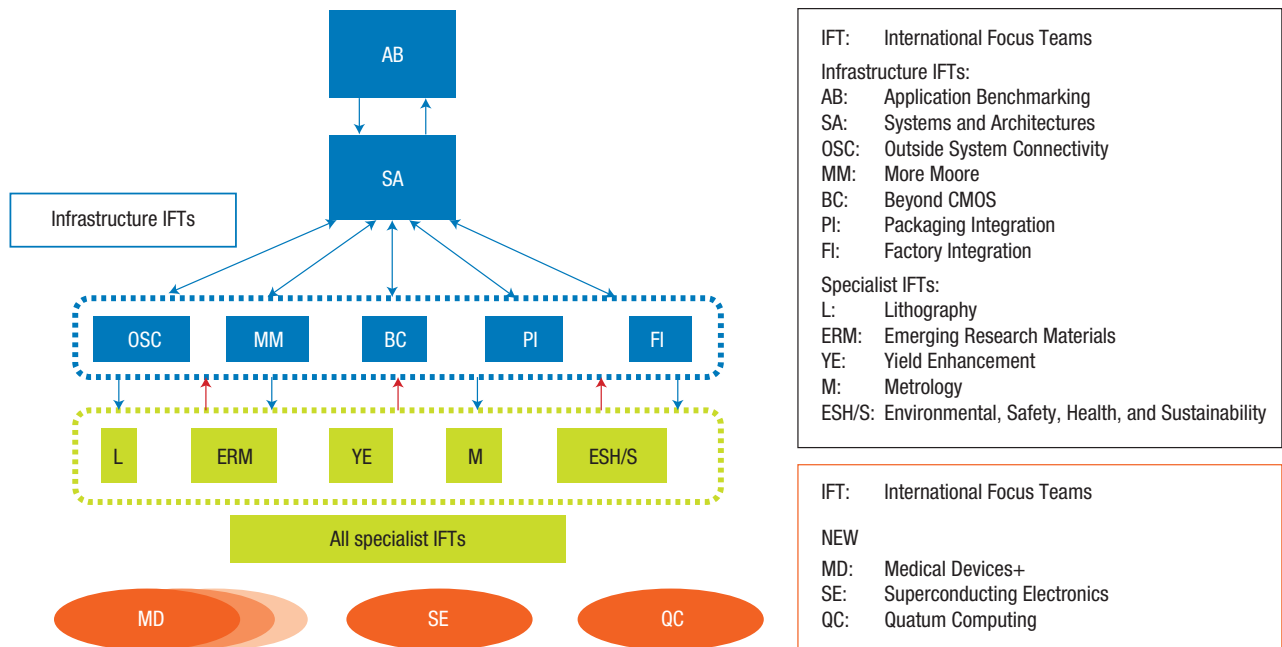 AB
SA
Infrastructure IFTs
OSC MM BC PI FI
L ERM YE M ESH/S
All specialist IFTs
MD SE QC
IFT: International Focus Teams
Infrastructure IFTs:
AB: Application Benchmarking
SA: Systems and Architectures
OSC: Outside System Connectivity
MM: More Moore
BC: Beyond CMOS
PI: Packaging Integration
FI: Factory Integration
Specialist IFTs:
L: Lithography
ERM: Emerging Research Materials
YE: Yield Enhancement
M: Metrology
ESH/S: Environmental, Safety, Health, and Sustainability
IFT: International Focus Teams
NEW
MD: Medical Devices+
SE: Superconducting Electronics
QC: Quatum Computing